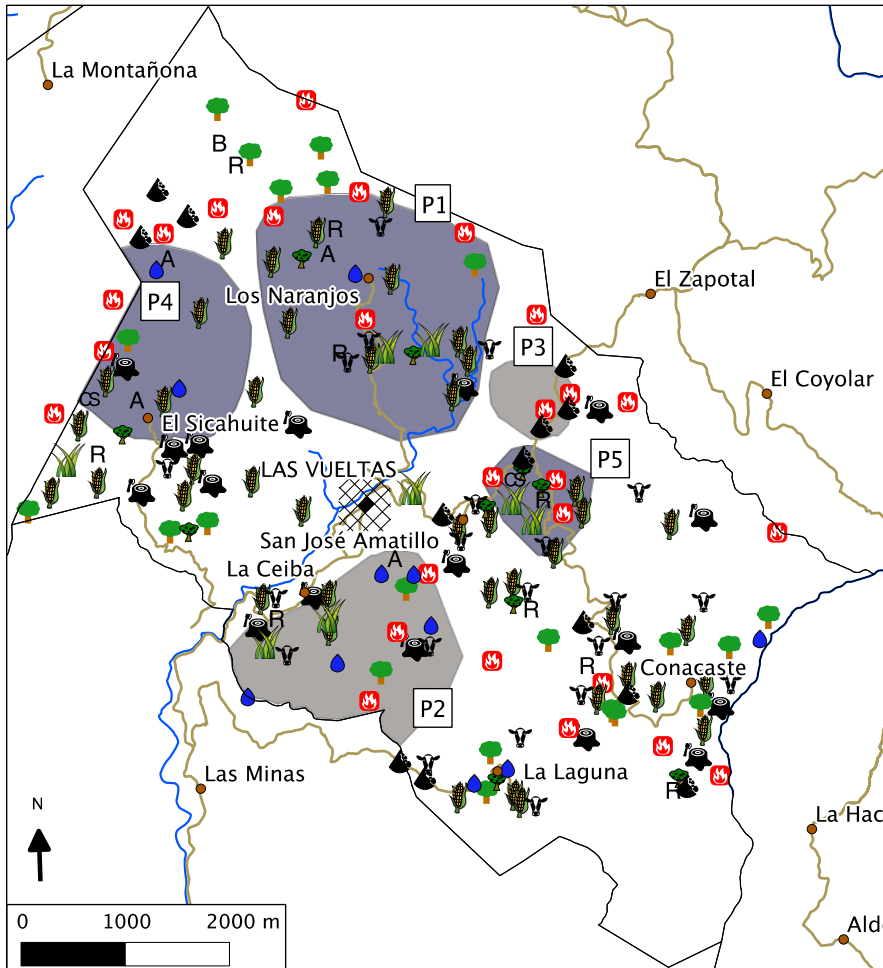 La Montañona
B
R
P1
R
A
A
El Zapotal
P4
Los Naranjos
P3
R
El Coyolar
CS
A
El Sicahuite
R
LAS VUELTAS
P5
CS
R
San José Amatillo
A
La Ceiba
R
R
R
Conacaste
P2
Las Minas
La Laguna
R
N
La Hac
0 1000 2000 m
Alde